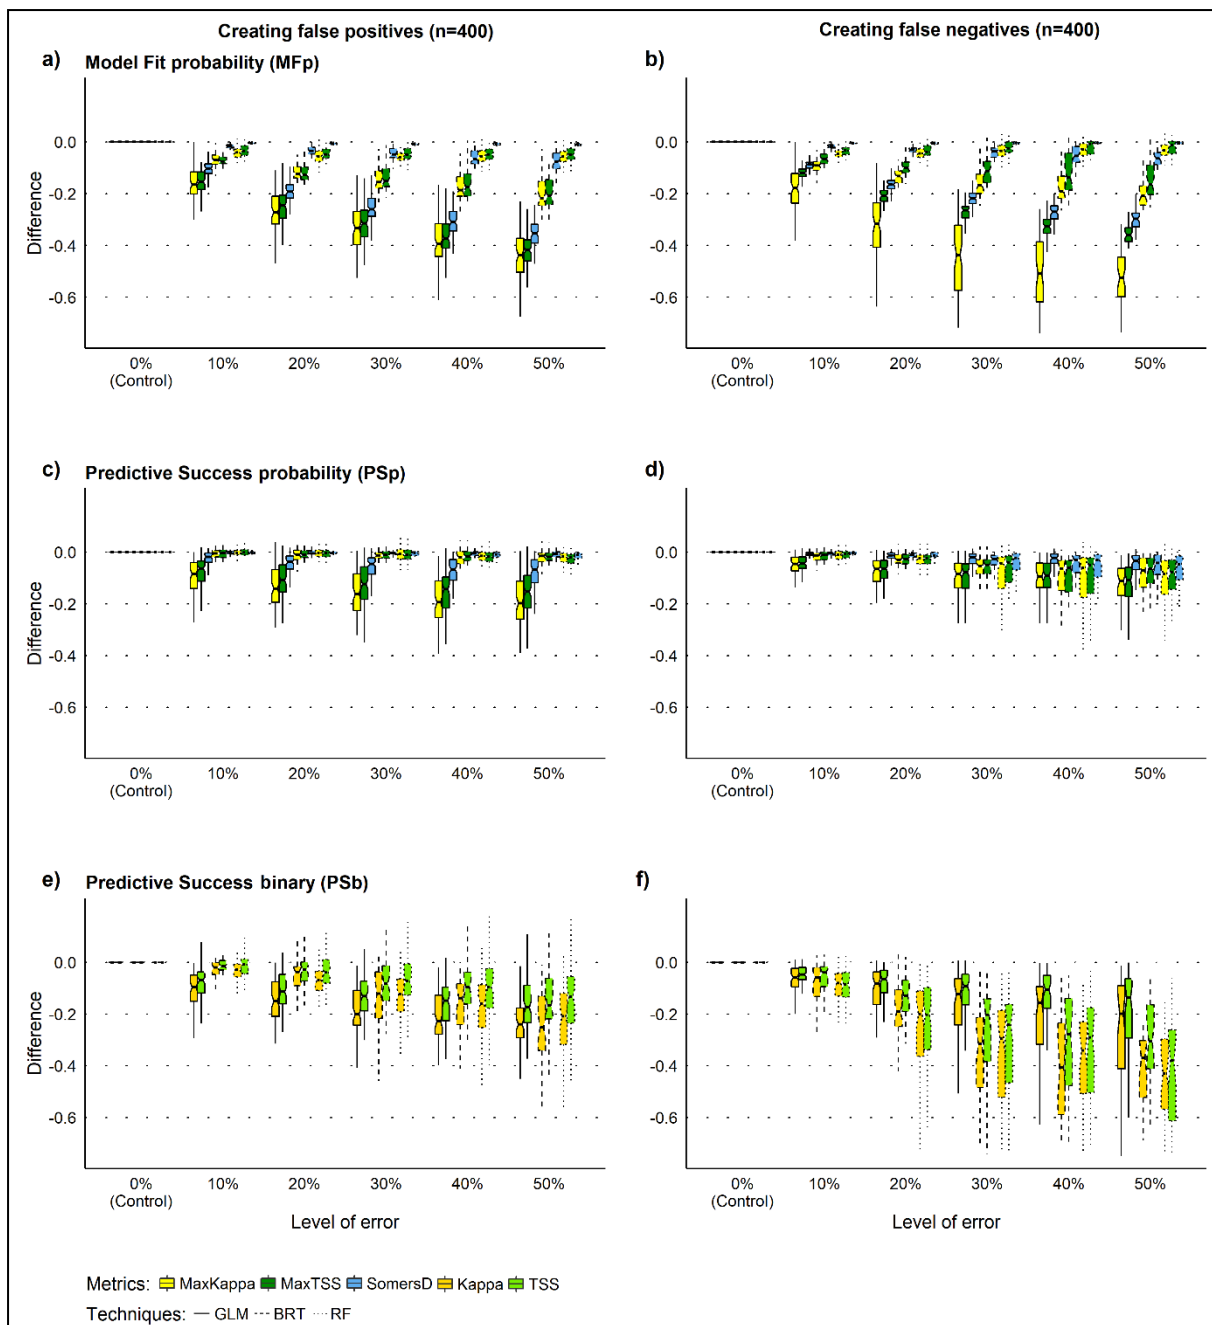 Creating false positives (n=400)
Creating false negatives (n=400)
a) Model Fit probability (MFp)
b)
0.0
-0.2
-0.4
-0.6
Difference
0% (Control)
10%
20%
30%
40%
50%
0.0
-0.2
-0.4
-0.6
0% (Control)
10%
20%
30%
40%
50%
c) Predictive Success probability (PSp)
d)
0.0
-0.2
-0.4
-0.6
Difference
0% (Control)
10%
20%
30%
40%
50%
0.0
-0.2
-0.4
-0.6
0% (Control)
10%
20%
30%
40%
50%
e) Predictive Success binary (PSb)
f)
0.0
-0.2
-0.4
-0.6
Difference
0% (Control)
10%
20%
30%
40%
50%
Level of error
0.0
-0.2
-0.4
-0.6
0% (Control)
10%
20%
30%
40%
50%
Level of error
Metrics: MaxKappa MaxTSS SomersD Kappa TSS
Techniques: GLM BRT RF